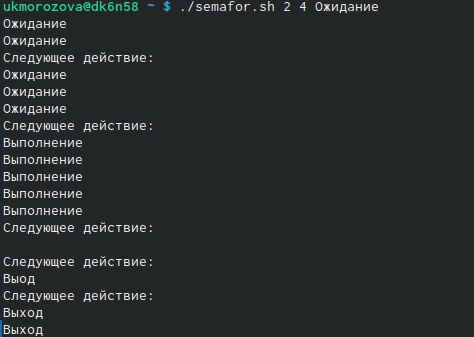 ukmorozova@dk6n58 ~ $ ./semafor.sh 2 4 Ожидание
Ожидание
Ожидание
Следующее действие:
Ожидание
Ожидание
Ожидание
Следующее действие:
Выполнение
Выполнение
Выполнение
Выполнение
Выполнение
Следующее действие:
Следующее действие:
Выод
Следующее действие:
Выход
Выход